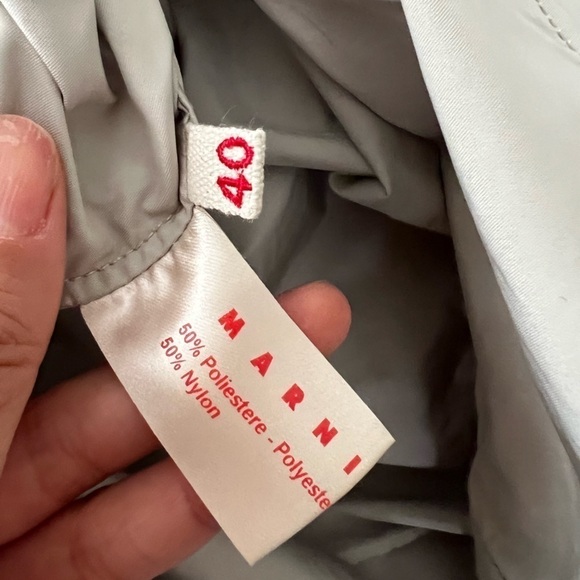 40
MARNI
50% Poliestere - Polyeste
50% Nylon